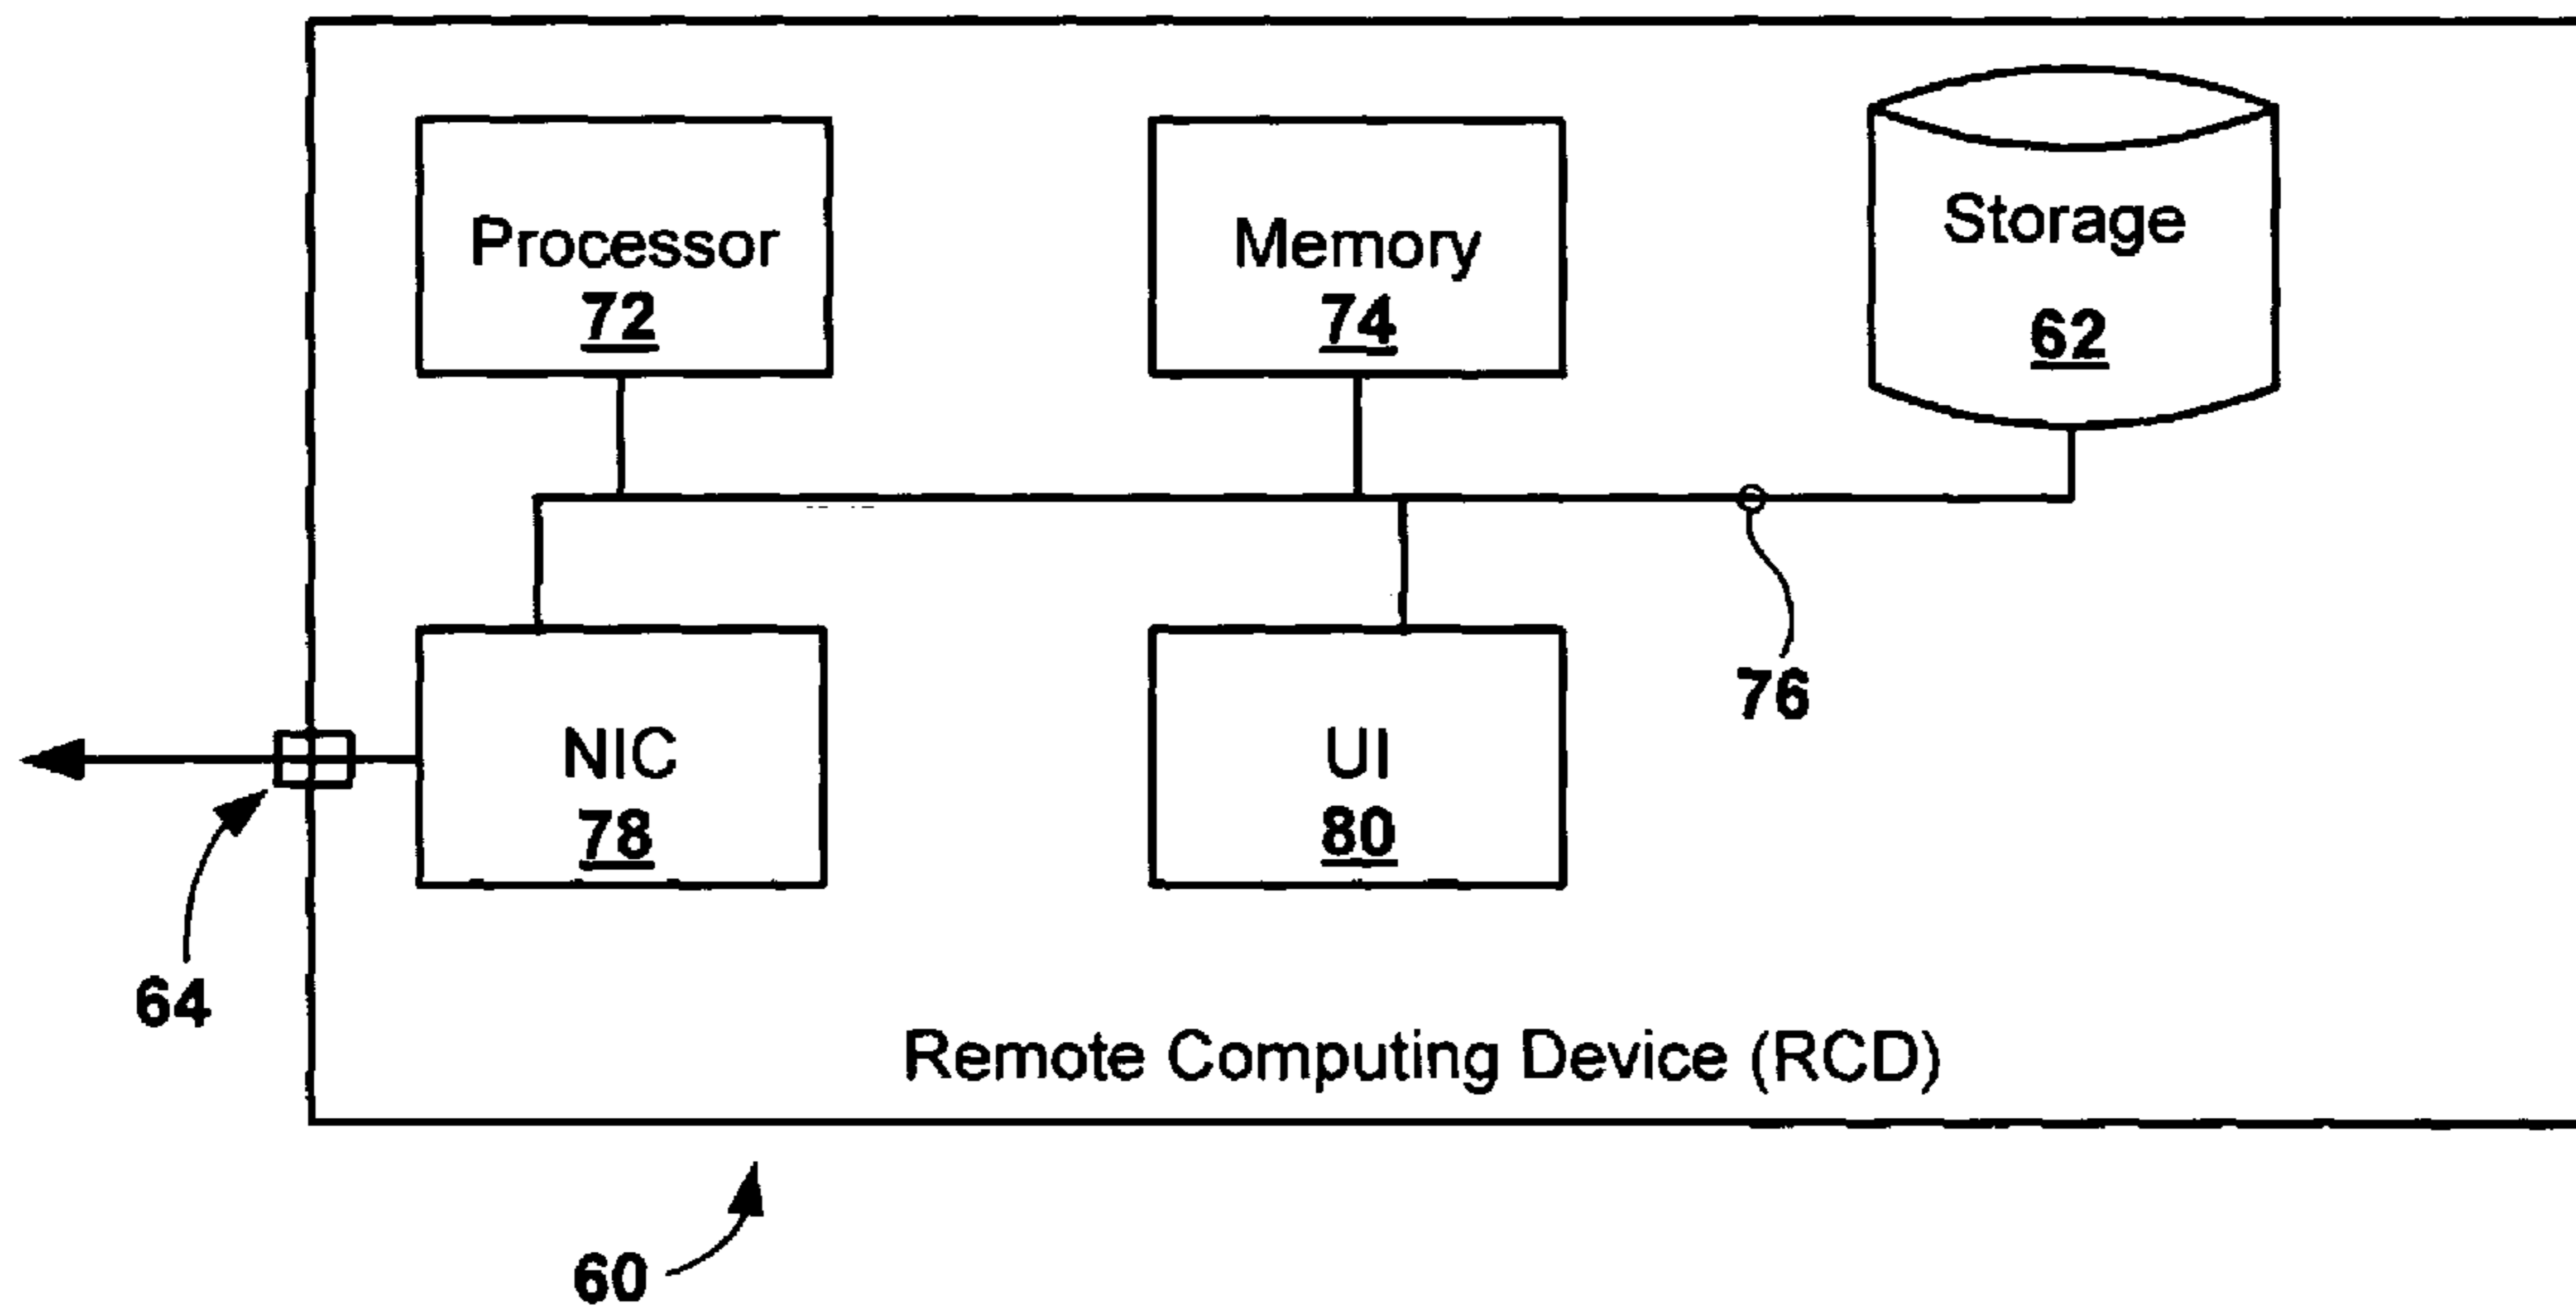 Processor
72
Memory
74
Storage
62
76
NIC
78
UI
80
64
Remote Computing Device (RCD)
60